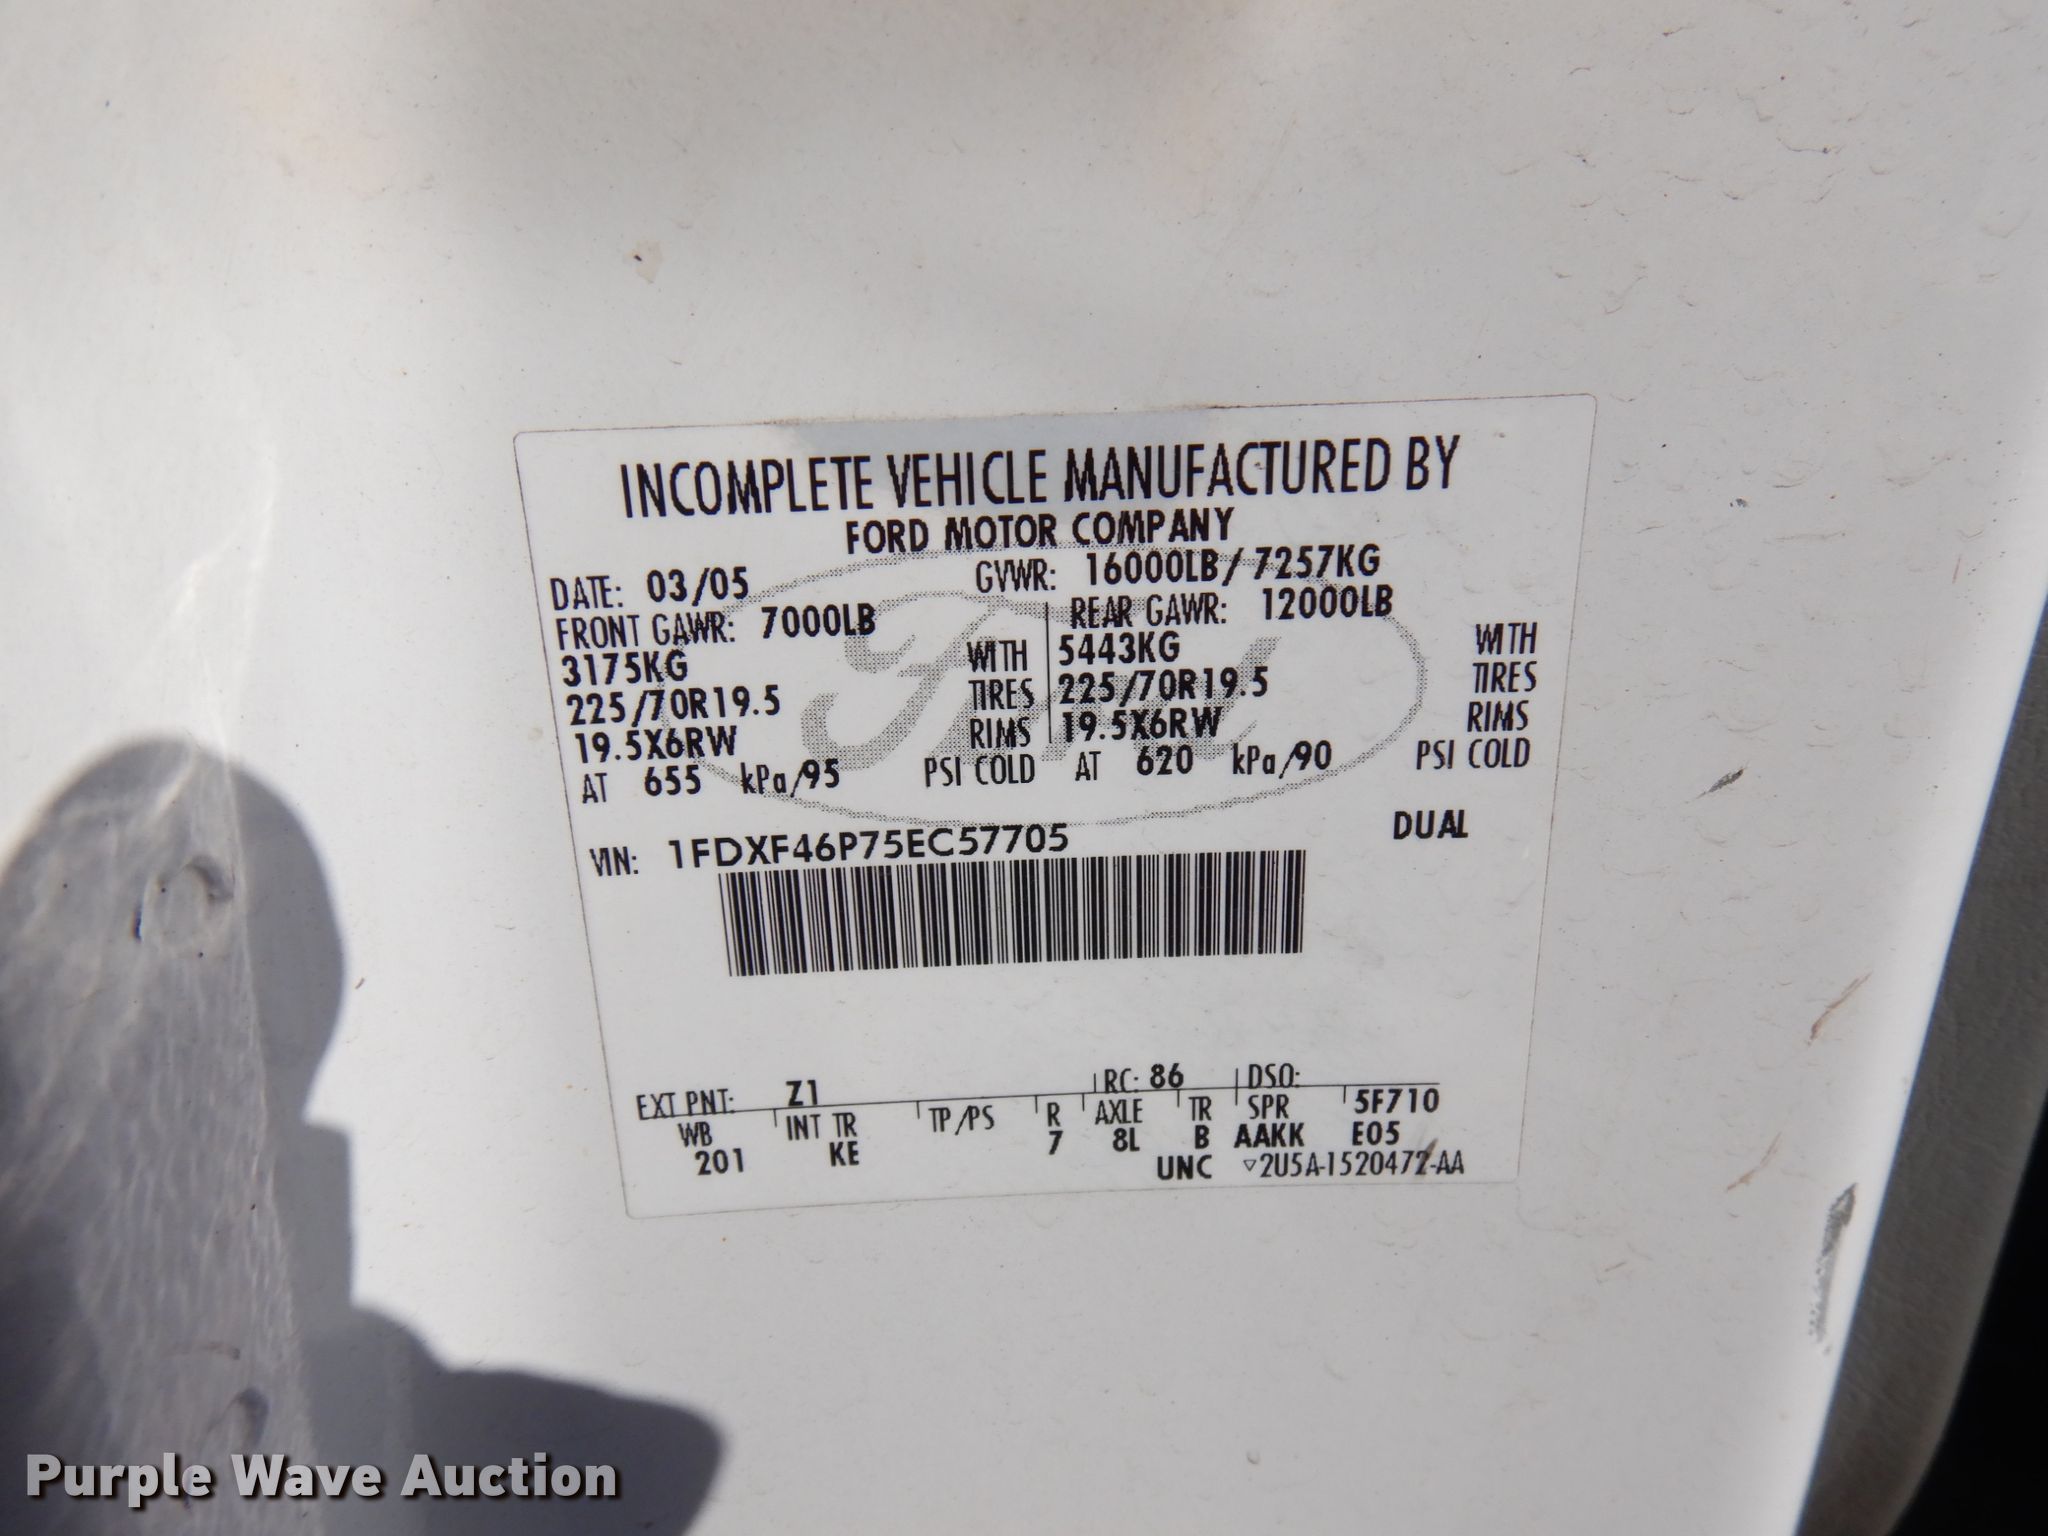 INCOMPLETE VEHICLE MANUFACTURED BY
FORD MOTOR COMPANY
DATE: 03/05 GVWR: 16000LB/ 7257KG
FRONT GAWR: 7000LB REAR GAWR: 12000LB
3175KG WITH 5443KG WITH
225/70R19.5 TIRES 225/70R19.5 TIRES
19.5X6RW RIMS 19.5X6RW RIMS
AT 655 kPa/95 PSI COLD AT 620 kPa/90 PSI COLD
VIN: 1FDXF46P75EC57705 DUAL
EXT PNT: Z1 RC: 86 DSO:
WB INT TR TP/PS R AXLE TR SPR 5F710
201 KE 7 8L B AAKK E05
UNC ▽2U5A-1520472-AA
Ford
Purple Wave Auction